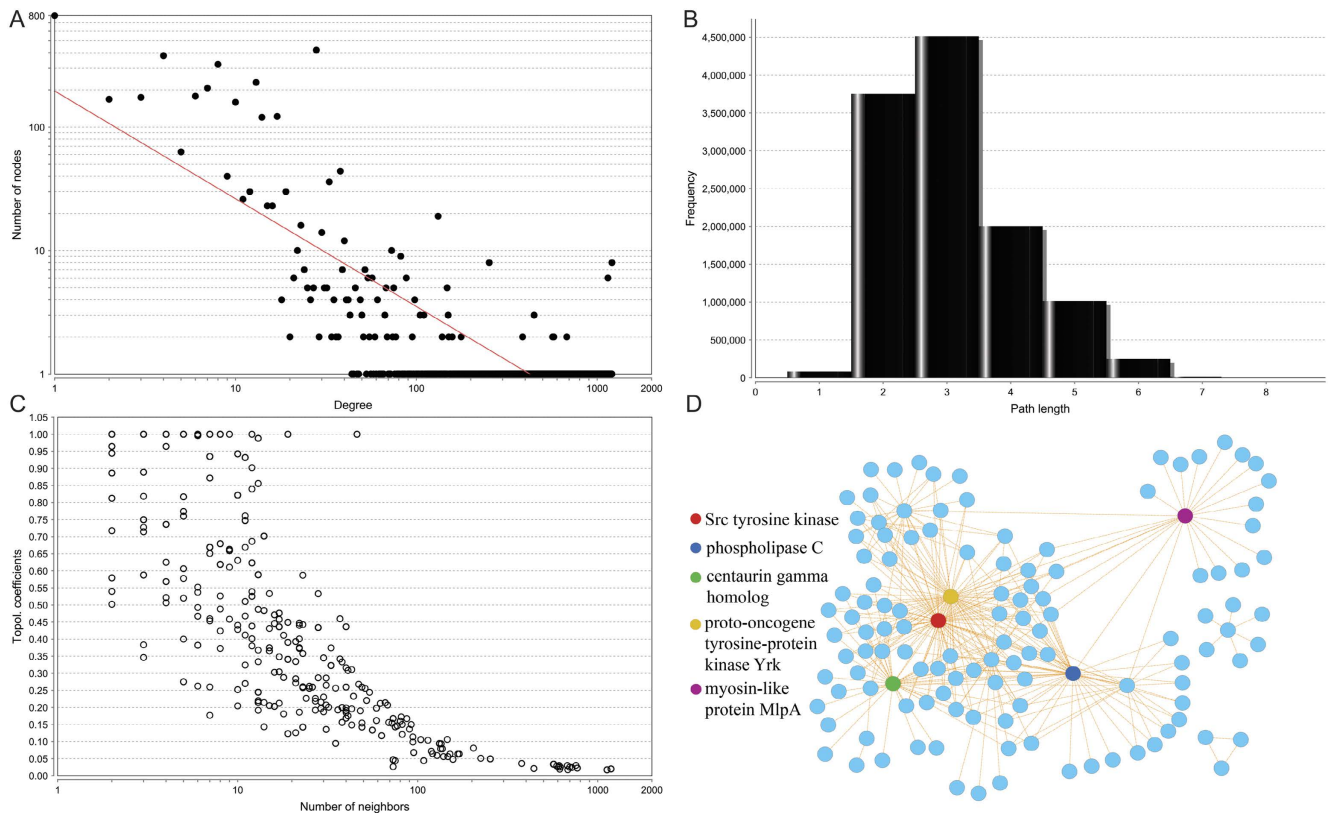 A
800
100
10
1
Number of nodes
1
10
100
1000
2000
Degree
B
4,500,000
4,000,000
3,500,000
3,000,000
2,500,000
2,000,000
1,500,000
1,000,000
500,000
0
Frequency
0
1
2
3
4
5
6
7
8
Path length
C
1.05
1.00
0.95
0.90
0.85
0.80
0.75
0.70
0.65
0.60
0.55
0.50
0.45
0.40
0.35
0.30
0.25
0.20
0.15
0.10
0.05
0.00
Topol. coefficients
1
10
100
1000
2000
Number of neighbors
D
Src tyrosine kinase
phospholipase C
centaurin gamma
homolog
proto-oncogene
tyrosine-protein
kinase Yrk
myosin-like
protein MlpA